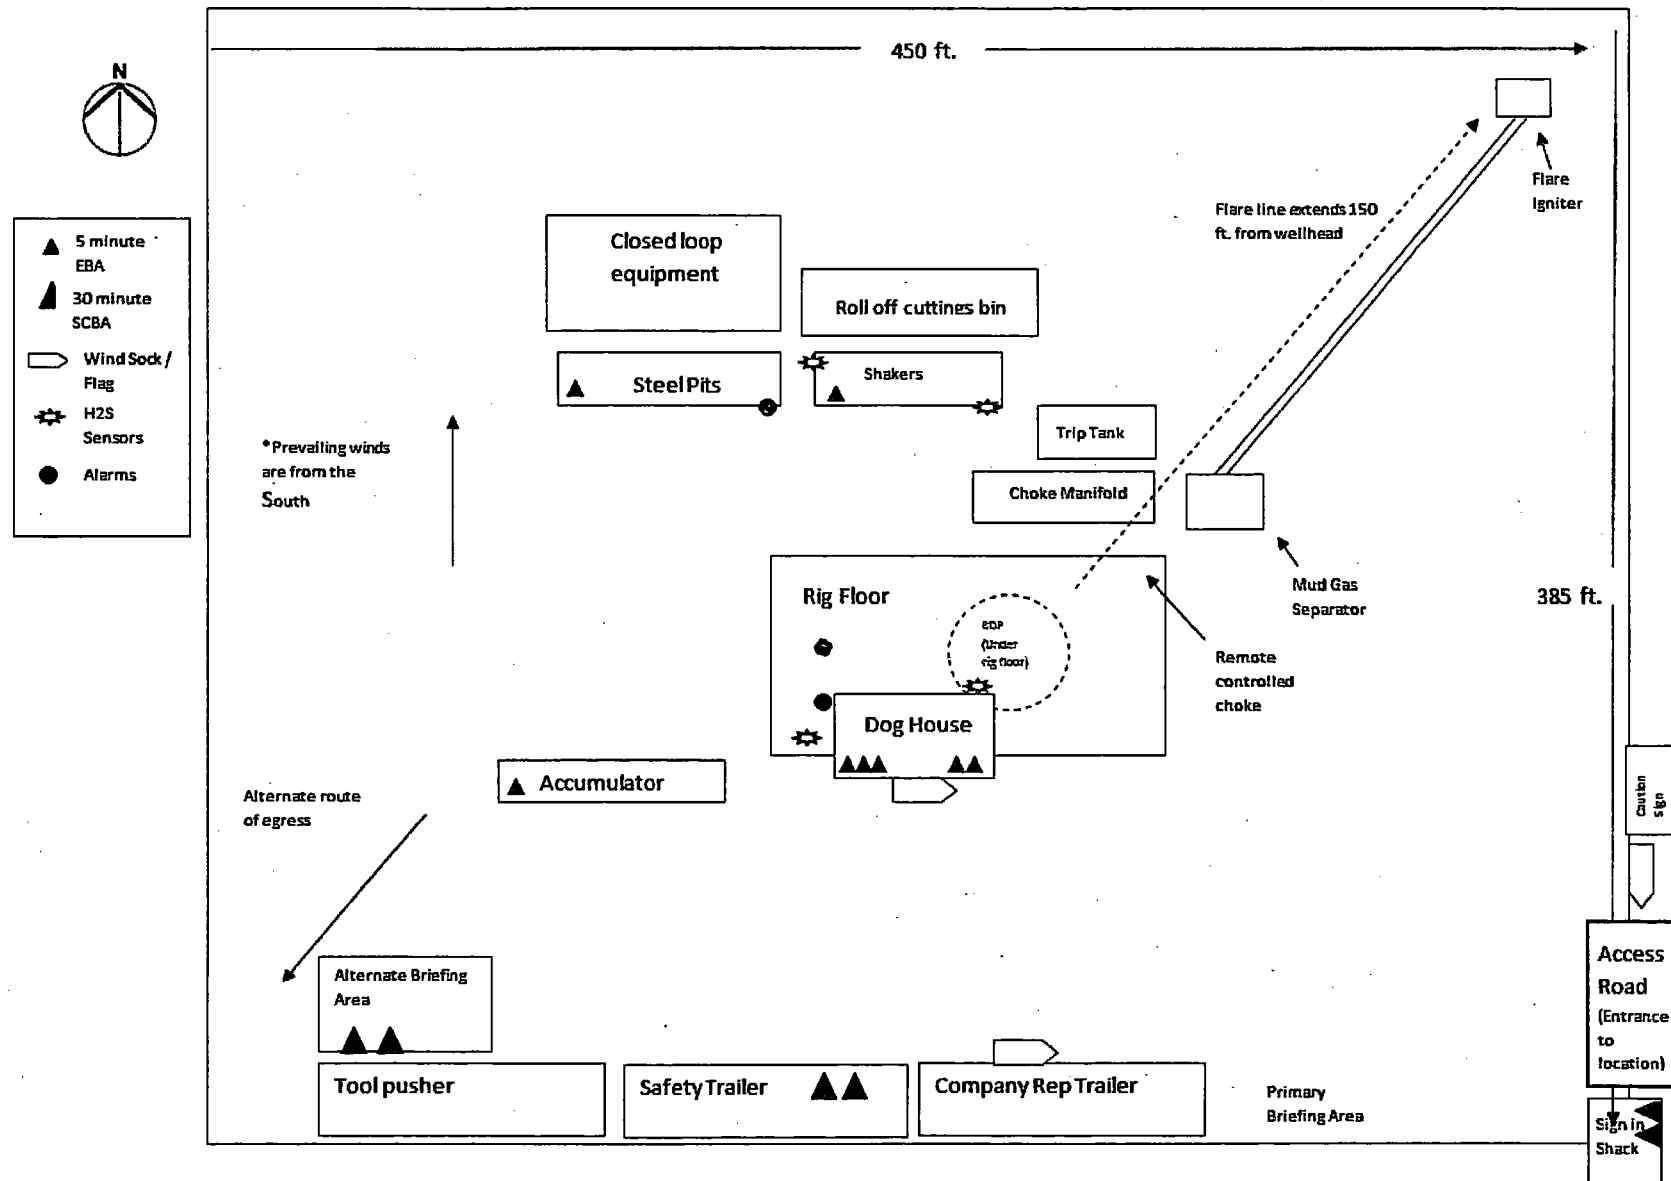 450 ft.
N
Flare
Igniter
Flare line extends 150
ft. from wellhead
5 minute
EBA
30 minute
SCBA
Wind Sock /
Flag
H2S
Sensors
Alarms
Closed loop
equipment
Roll off cuttings bin
Steel Pits
Shakers
Trip Tank
Choke Manifold
*Prevailing winds
are from the
South
Mud Gas
Separator
385 ft.
Rig Floor
(Under
rig floor)
Remote
controlled
choke
Dog House
Accumulator
Alternate route
of egress
Caution
Sign
Access
Road
(Entrance
to
location)
Alternate Briefing
Area
Tool pusher
Safety Trailer
Company Rep Trailer
Primary
Briefing Area
Sign in
Shack